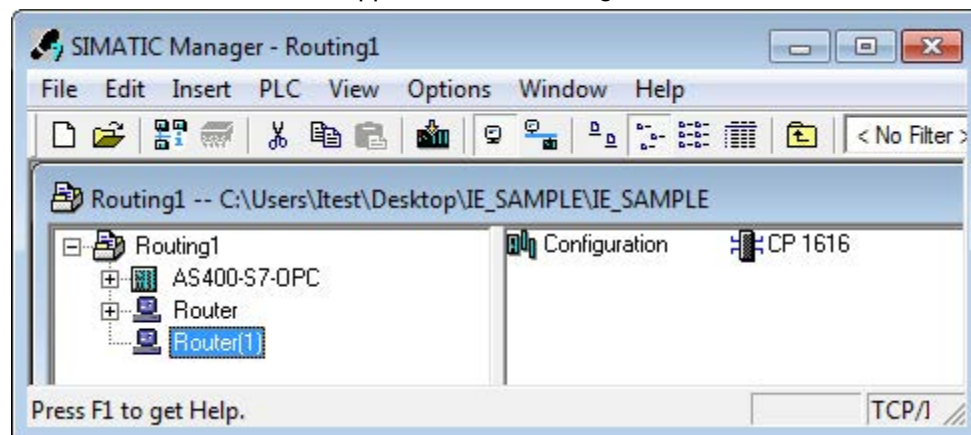 SIMATIC Manager - Routing1
File Edit Insert PLC View Options Window Help
< No Filter >
Routing1 -- C:\Users\Itest\Desktop\IE_SAMPLE\IE_SAMPLE
Routing1
AS400-S7-OPC
Router
Router(1)
Configuration CP 1616
Press F1 to get Help.